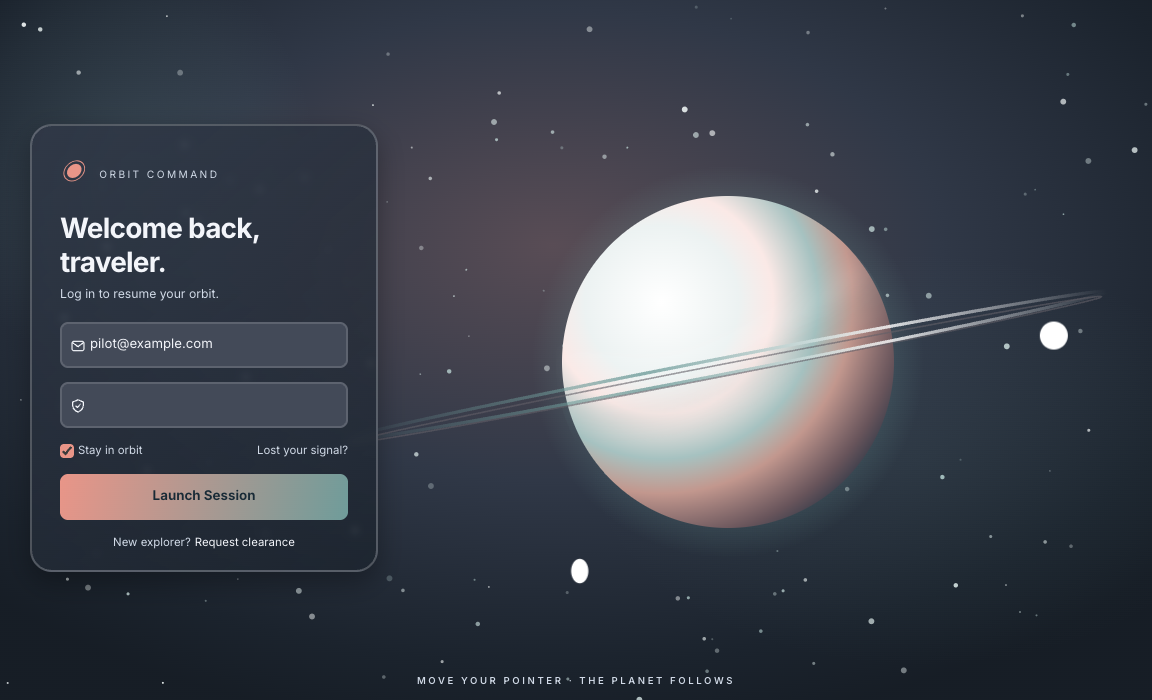 ORBIT COMMAND
Welcome back,
traveler.
Log in to resume your orbit.
pilot@example.com
Stay in orbit
Lost your signal?
Launch Session
New explorer? Request clearance
MOVE YOUR POINTER · THE PLANET FOLLOWS